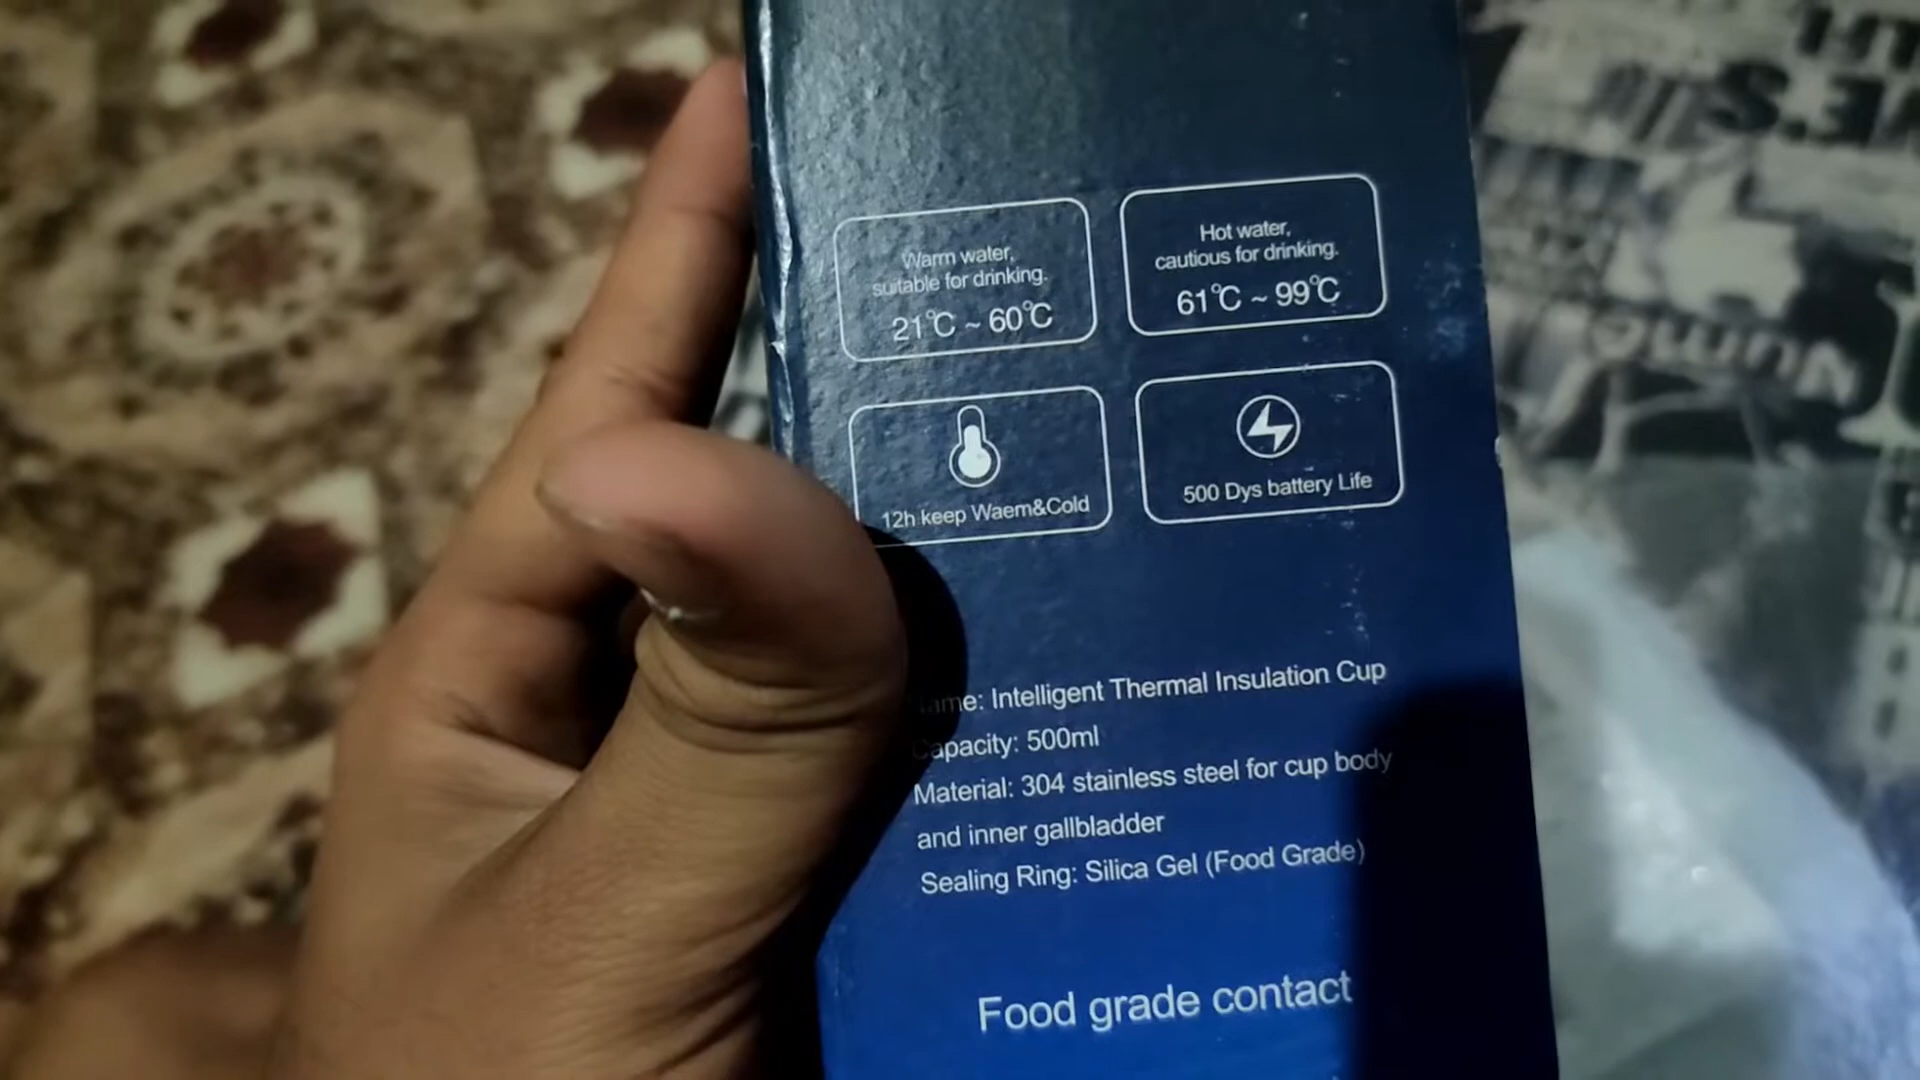 Warm water,
suitable for drinking.
21℃ ~ 60℃
Hot water,
cautious for drinking.
61℃ ~ 99℃
12h keep Waem&Cold
500 Dys battery Life
Name: Intelligent Thermal Insulation Cup
Capacity: 500ml
Material: 304 stainless steel for cup body
and inner gallbladder
Sealing Ring: Silica Gel (Food Grade)
Food grade contact